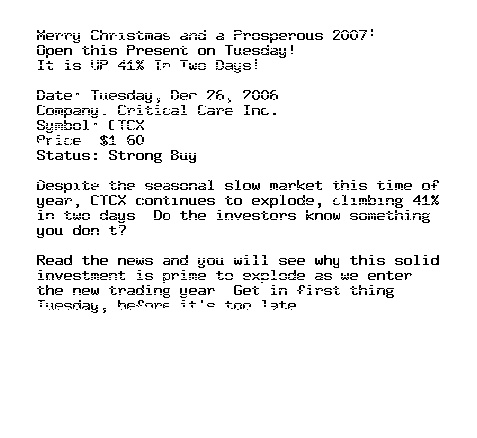 Merry Christmas and a Prosperous 2007!
Open this Present on Tuesday!
It is UP 41% In Two Days!
Date: Tuesday, Dec 26, 2006
Company: Critical Care Inc.
Symbol: CTCX
Price  $1 60
Status: Strong Buy
Despite the seasonal slow market this time of
year, CTCX continues to explode, climbing 41%
in two days  Do the investors know something
you don t?
Read the news and you will see why this solid
investment is prime to explode as we enter
the new trading year  Get in first thing
Tuesday, before it's too late